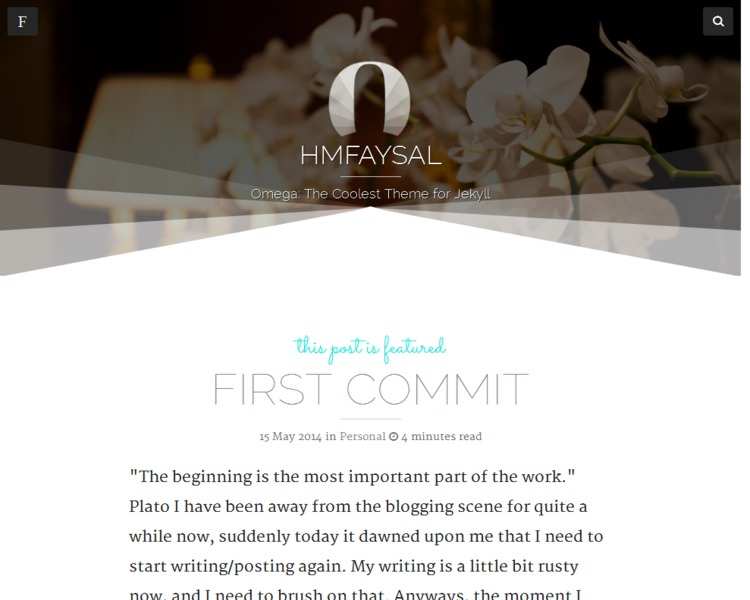 F
HMFAYSAL
Omega: The Coolest Theme for Jekyll
this post is featured
FIRST COMMIT
15 May 2014 in Personal 4 minutes read
"The beginning is the most important part of the work."
Plato I have been away from the blogging scene for quite a
while now, suddenly today it dawned upon me that I need to
start writing/posting again. My writing is a little bit rusty
now, and I need to brush on that. Anyways, the moment I